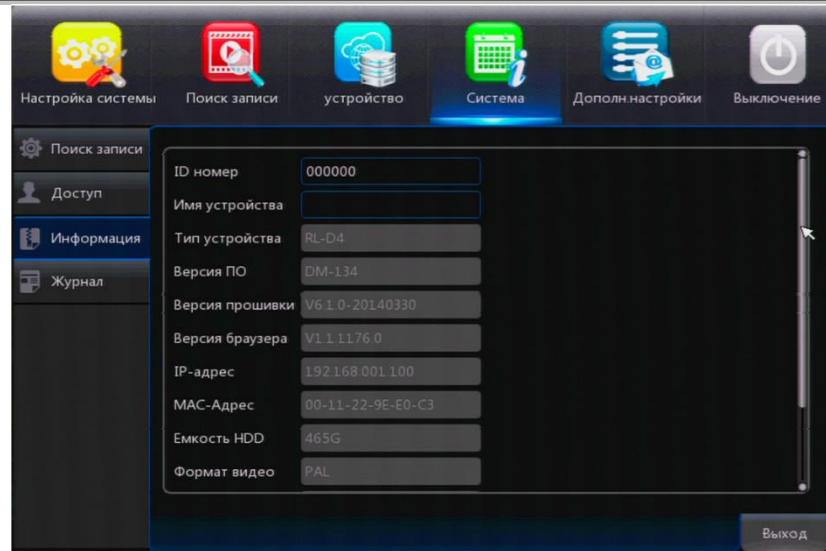 Настройка системы
Поиск записи
устройство
Система
Дополн.настройки
Выключение
Поиск записи
Доступ
Информация
Журнал
ID номер 000000
Имя устройства
Тип устройства RL-D4
Версия ПО DM-134
Версия прошивки V6.1.0-20140330
Версия браузера V1.1.1176.0
IP-адрес 192.168.001.100
MAC-Адрес 00-11-22-9E-E0-C3
Емкость HDD 465G
Формат видео PAL
Выход